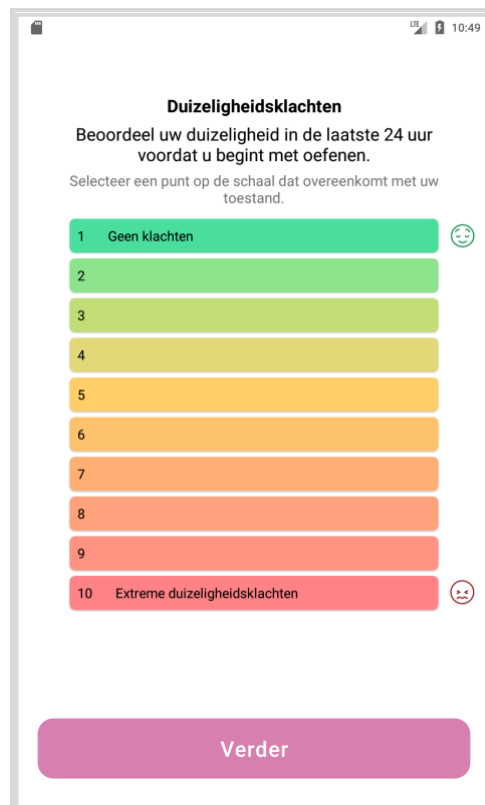 LTE 10:49
Duizeligheidsklachten
Beoordeel uw duizeligheid in de laatste 24 uur
voordat u begint met oefenen.
Selecteer een punt op de schaal dat overeenkomt met uw
toestand.
1 Geen klachten
2
3
4
5
6
7
8
9
10 Extreme duizeligheidsklachten
Verder